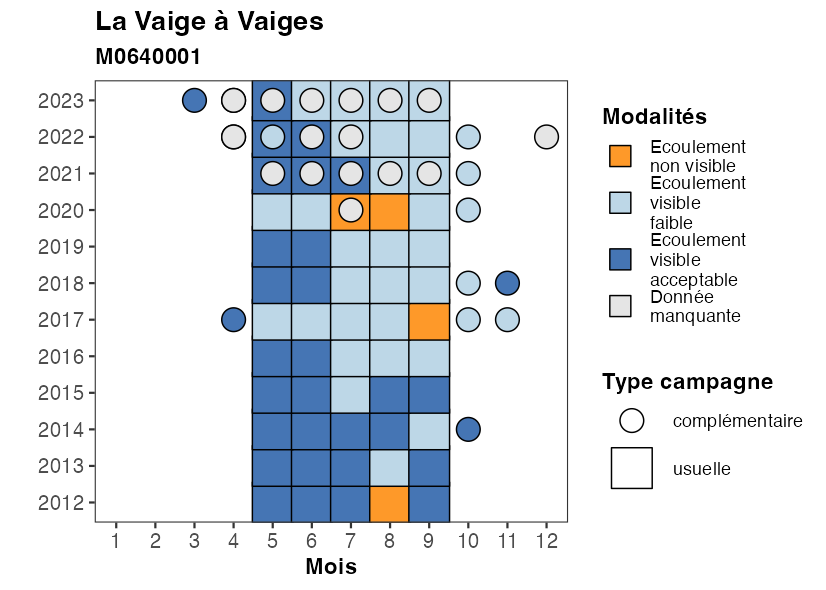 La Vaige à Vaiges
M0640001
2023
2022
2021
2020
2019
2018
2017
2016
2015
2014
2013
2012
1 2 3 4 5 6 7 8 9 10 11 12
Mois
Modalités
Ecoulement
non visible
Ecoulement
visible
faible
Ecoulement
visible
acceptable
Donnée
manquante
Type campagne
complémentaire
usuelle